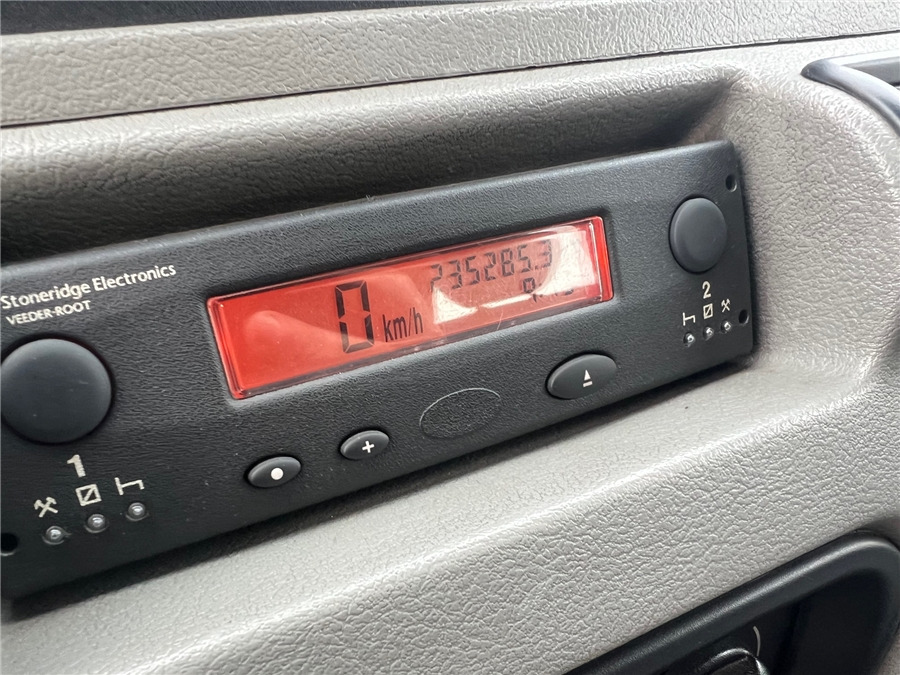 Stoneridge Electronics
VEEDER-ROOT
0 km/h
235285.3
1
2